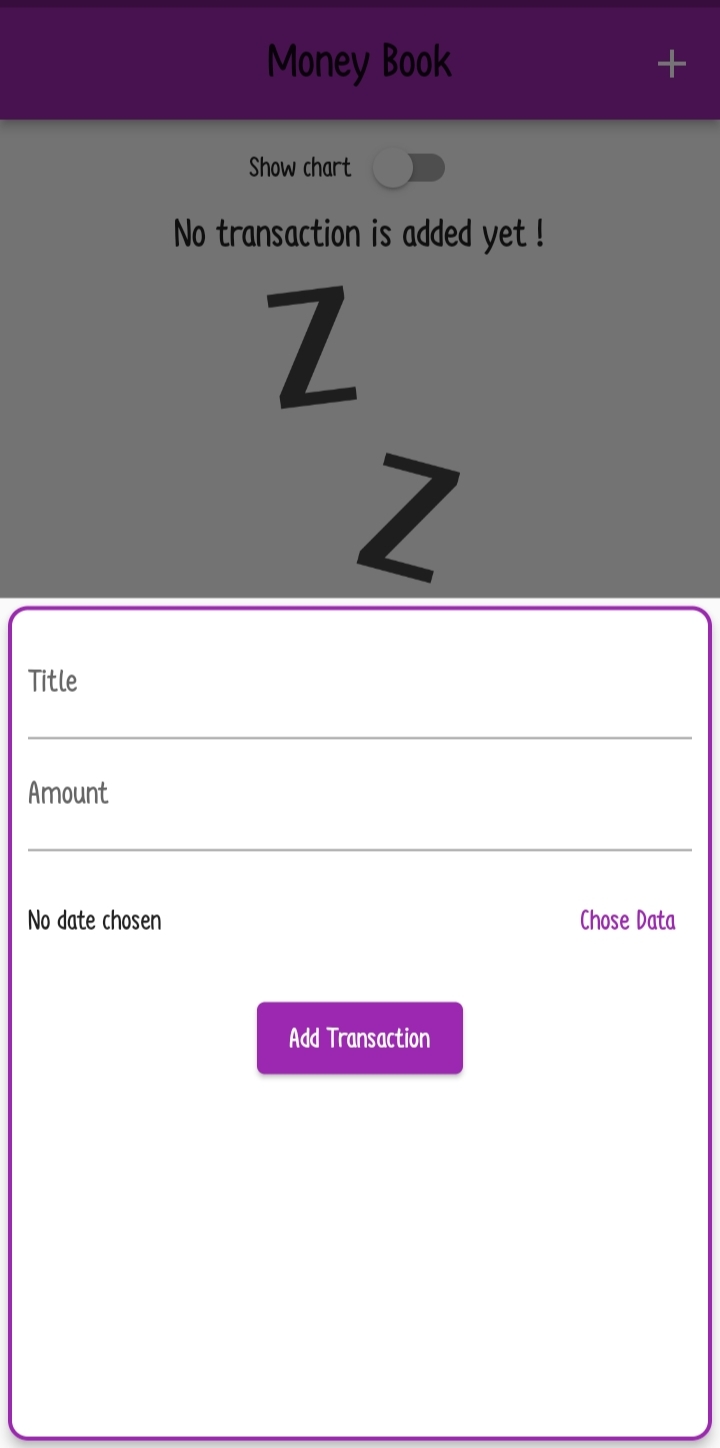 Money Book
Show chart
No transaction is added yet !
Z
Z
Title
Amount
No date chosen
Chose Data
Add Transaction